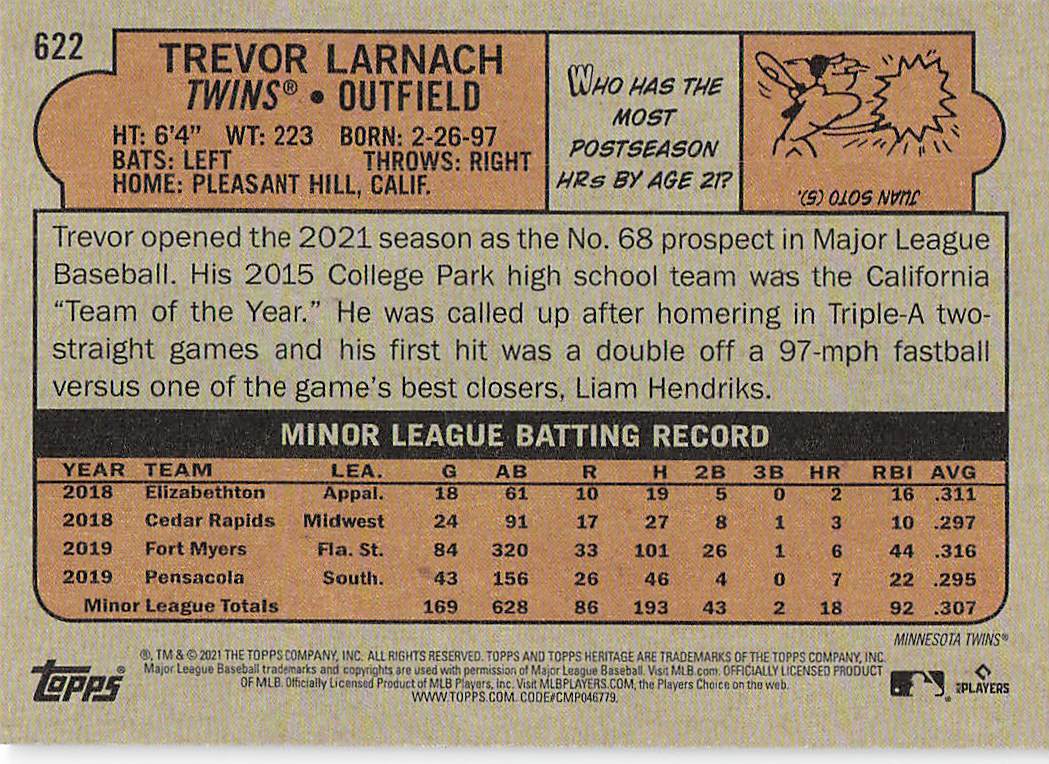 622
TREVOR LARNACH
TWINS® • OUTFIELD
HT: 6'4" WT: 223 BORN: 2-26-97
BATS: LEFT THROWS: RIGHT
HOME: PLEASANT HILL, CALIF.
WHO HAS THE
MOST
POSTSEASON
HRS BY AGE 21?
JUAN SOTO (5).
Trevor opened the 2021 season as the No. 68 prospect in Major League
Baseball. His 2015 College Park high school team was the California
“Team of the Year.” He was called up after homering in Triple-A two-
straight games and his first hit was a double off a 97-mph fastball
versus one of the game’s best closers, Liam Hendriks.
MINOR LEAGUE BATTING RECORD
YEAR TEAM LEA. G AB R H 2B 3B HR RBI AVG
2018 Elizabethton Appal. 18 61 10 19 5 0 2 16 .311
2018 Cedar Rapids Midwest 24 91 17 27 8 1 3 10 .297
2019 Fort Myers Fla. St. 84 320 33 101 26 1 6 44 .316
2019 Pensacola South. 43 156 26 46 4 0 7 22 .295
Minor League Totals 169 628 86 193 43 2 18 92 .307
MINNESOTA TWINS®
®, TM & © 2021 THE TOPPS COMPANY, INC. ALL RIGHTS RESERVED. TOPPS AND TOPPS HERITAGE ARE TRADEMARKS OF THE TOPPS COMPANY, INC.
Major League Baseball trademarks and copyrights are used with permission of Major League Baseball. Visit MLB.com. OFFICIALLY LICENSED PRODUCT
OF MLB. Officially Licensed Product of MLB Players, Inc. Visit MLBPLAYERS.COM, the Players Choice on the web.
WWW.TOPPS.COM. CODE#CMP046779.
topps®
MLB PLAYERS